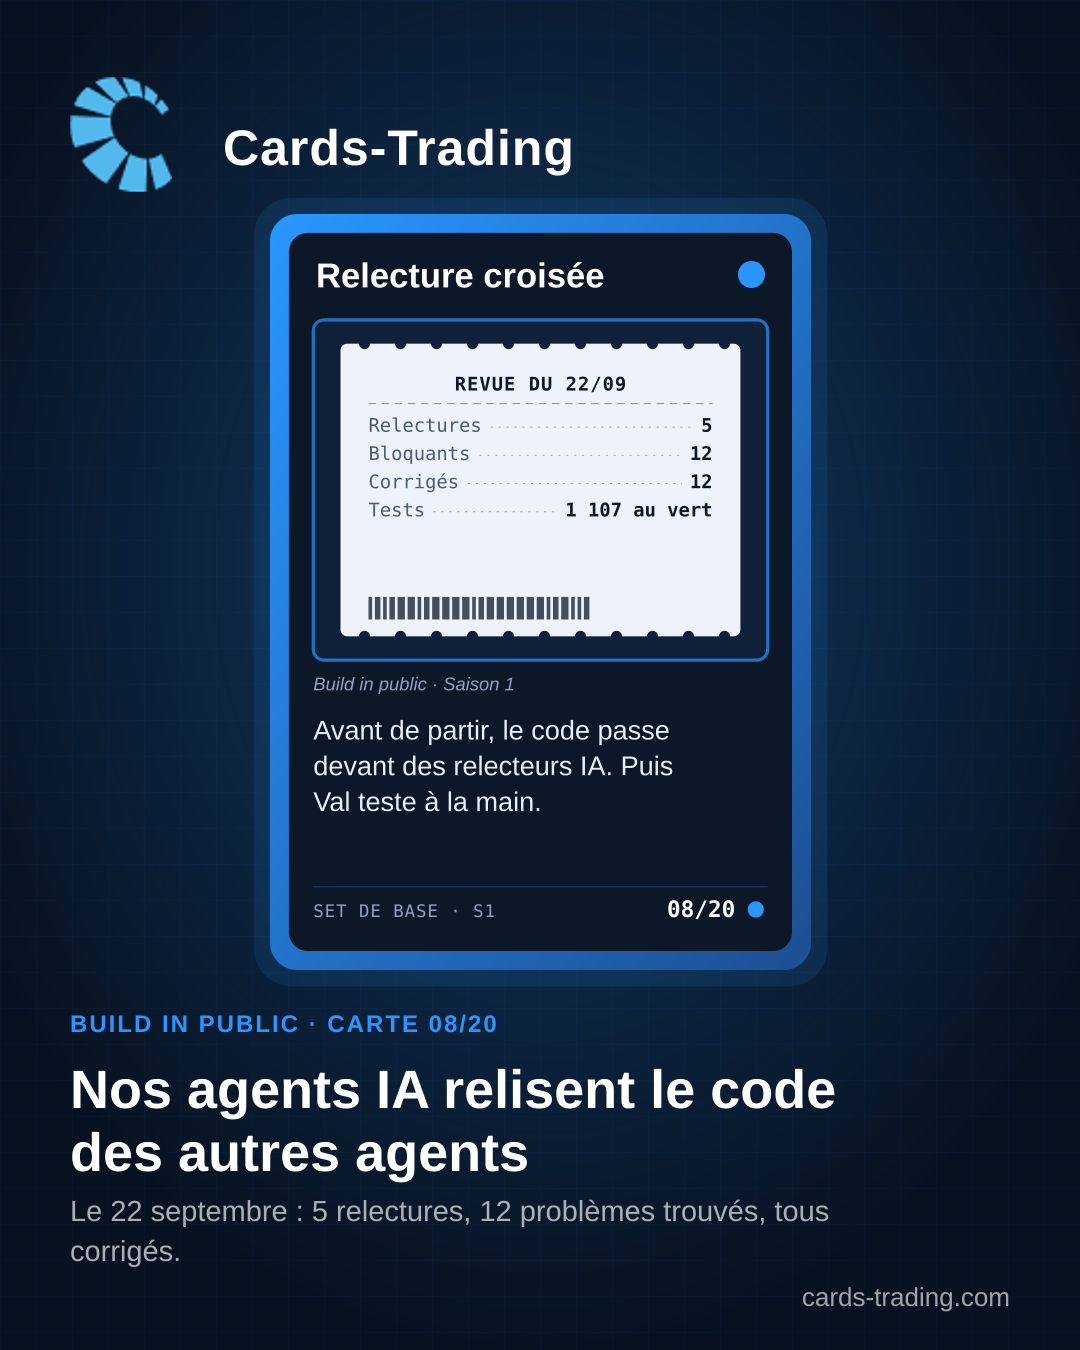 Cards-Trading
Relecture croisée
REVUE DU 22/09
Relectures 5
Bloquants 12
Corrigés 12
Tests 1 107 au vert
Build in public · Saison 1
Avant de partir, le code passe
devant des relecteurs IA. Puis
Val teste à la main.
SET DE BASE · S1 08/20
BUILD IN PUBLIC · CARTE 08/20
Nos agents IA relisent le code
des autres agents
Le 22 septembre : 5 relectures, 12 problèmes trouvés, tous
corrigés.
cards-trading.com